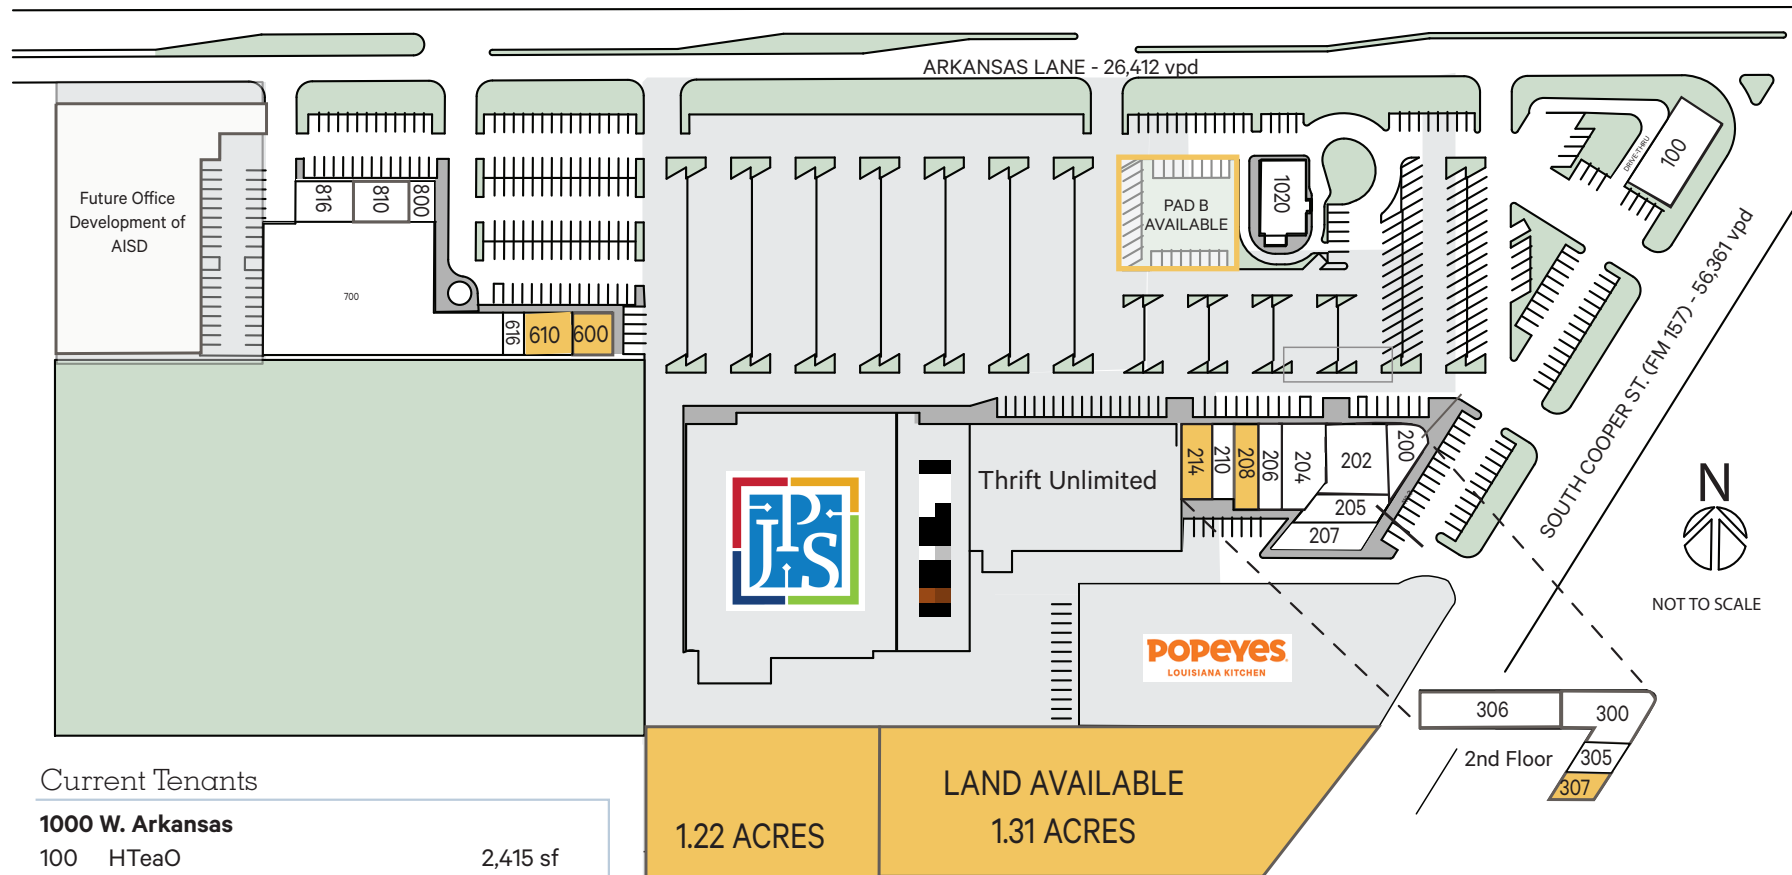 ARKANSAS LANE - 26,412 vpd
Future Office
Development of
AISD
816
810
800
700
616
610
600
PAD B
AVAILABLE
1020
DRIVE-THRU
100
SOUTH COOPER ST. (FM 157) - 56,361 vpd
JPS
Thrift Unlimited
214
210
208
206
204
202
200
205
207
N
NOT TO SCALE
POPEYES
LOUISIANA KITCHEN
306
300
2nd Floor
305
307
LAND AVAILABLE
1.31 ACRES
1.22 ACRES
Current Tenants
1000 W. Arkansas
100 HTeaO 2,415 sf